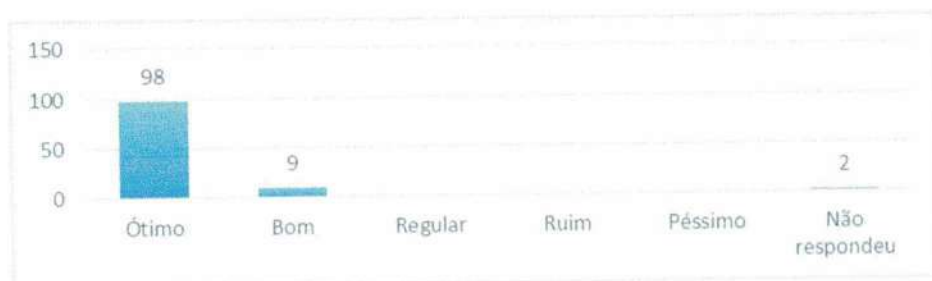 150
98
100
50
9
2
0
Ótimo
Bom
Regular
Ruim
Péssimo
Não
respondeu